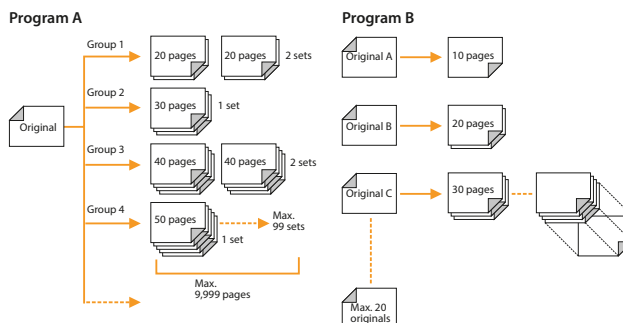 Program A
Group 1
20 pages
20 pages
2 sets
Group 2
30 pages
1 set
Original
Group 3
40 pages
40 pages
2 sets
Group 4
50 pages
1 set
Max.
99 sets
Max.
9,999 pages
Program B
Original A
10 pages
Original B
20 pages
Original C
30 pages
Max. 20
originals